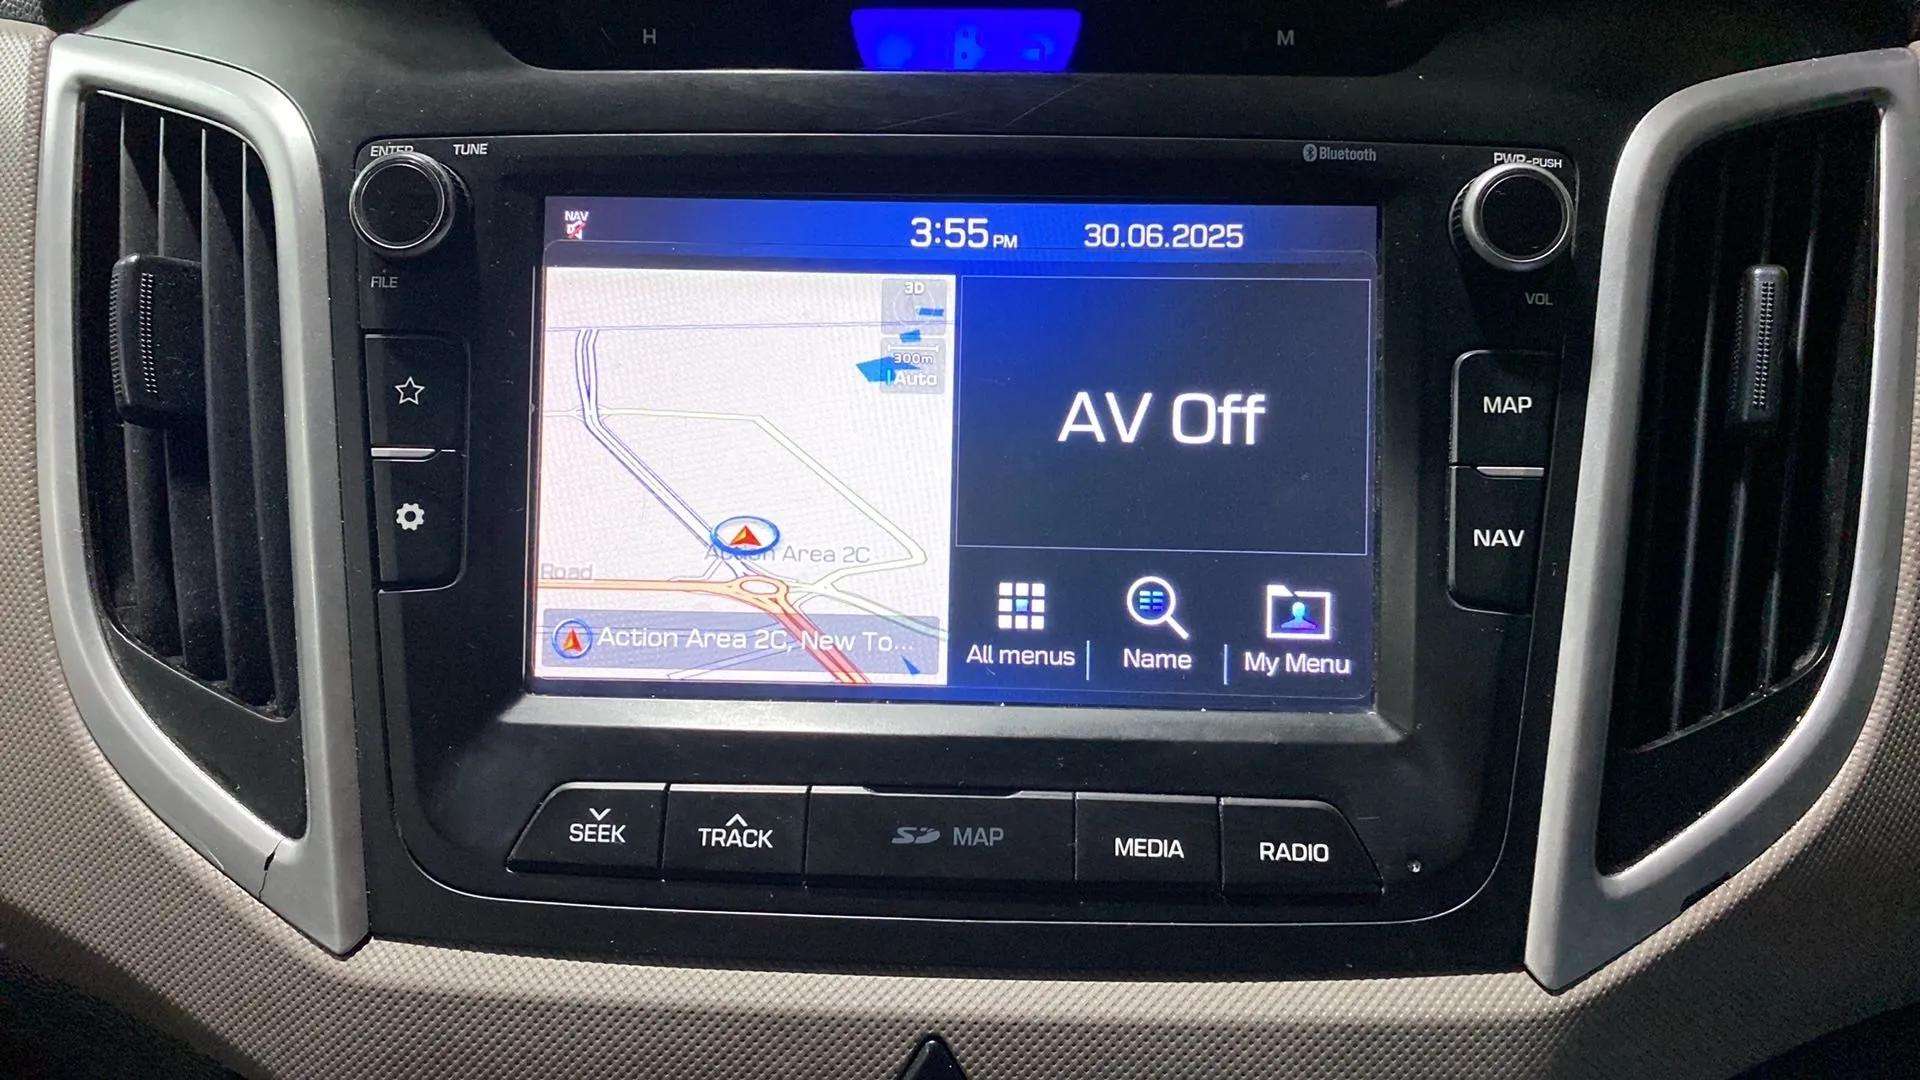 H
M
ENTER
TUNE
Bluetooth
PWR-PUSH
FILE
VOL
NAV
3:55 PM
30.06.2025
3D
300m
Auto
AV Off
Action Area 2C
Road
Action Area 2C, New To...
All menus
Name
My Menu
MAP
NAV
SEEK
TRACK
SD MAP
MEDIA
RADIO